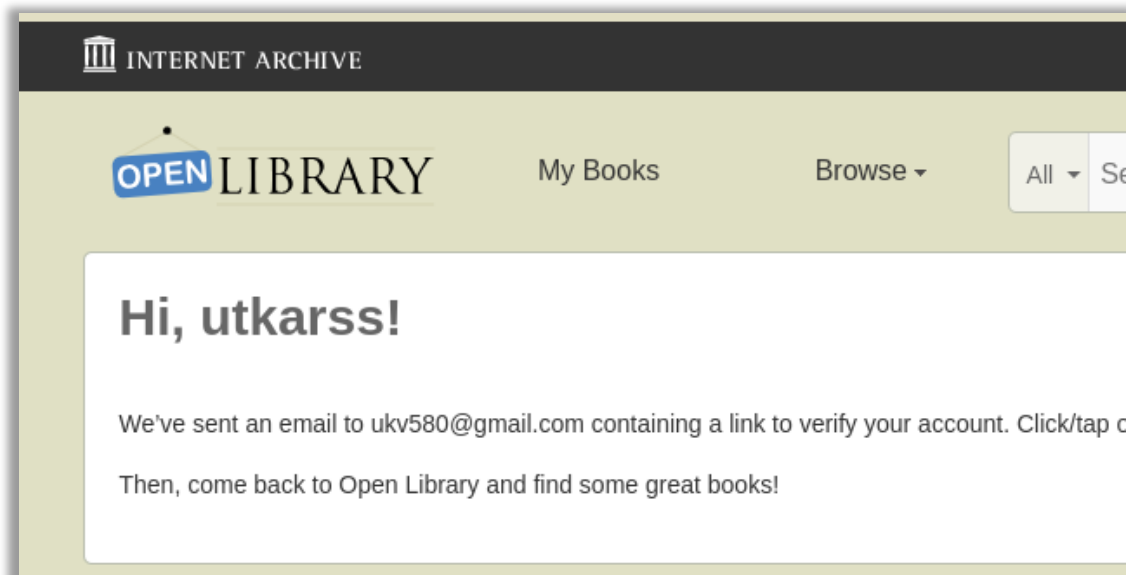 INTERNET ARCHIVE
OPEN LIBRARY
My Books
Browse
All
Hi, utkarss!
We’ve sent an email to ukv580@gmail.com containing a link to verify your account. Click/tap
Then, come back to Open Library and find some great books!